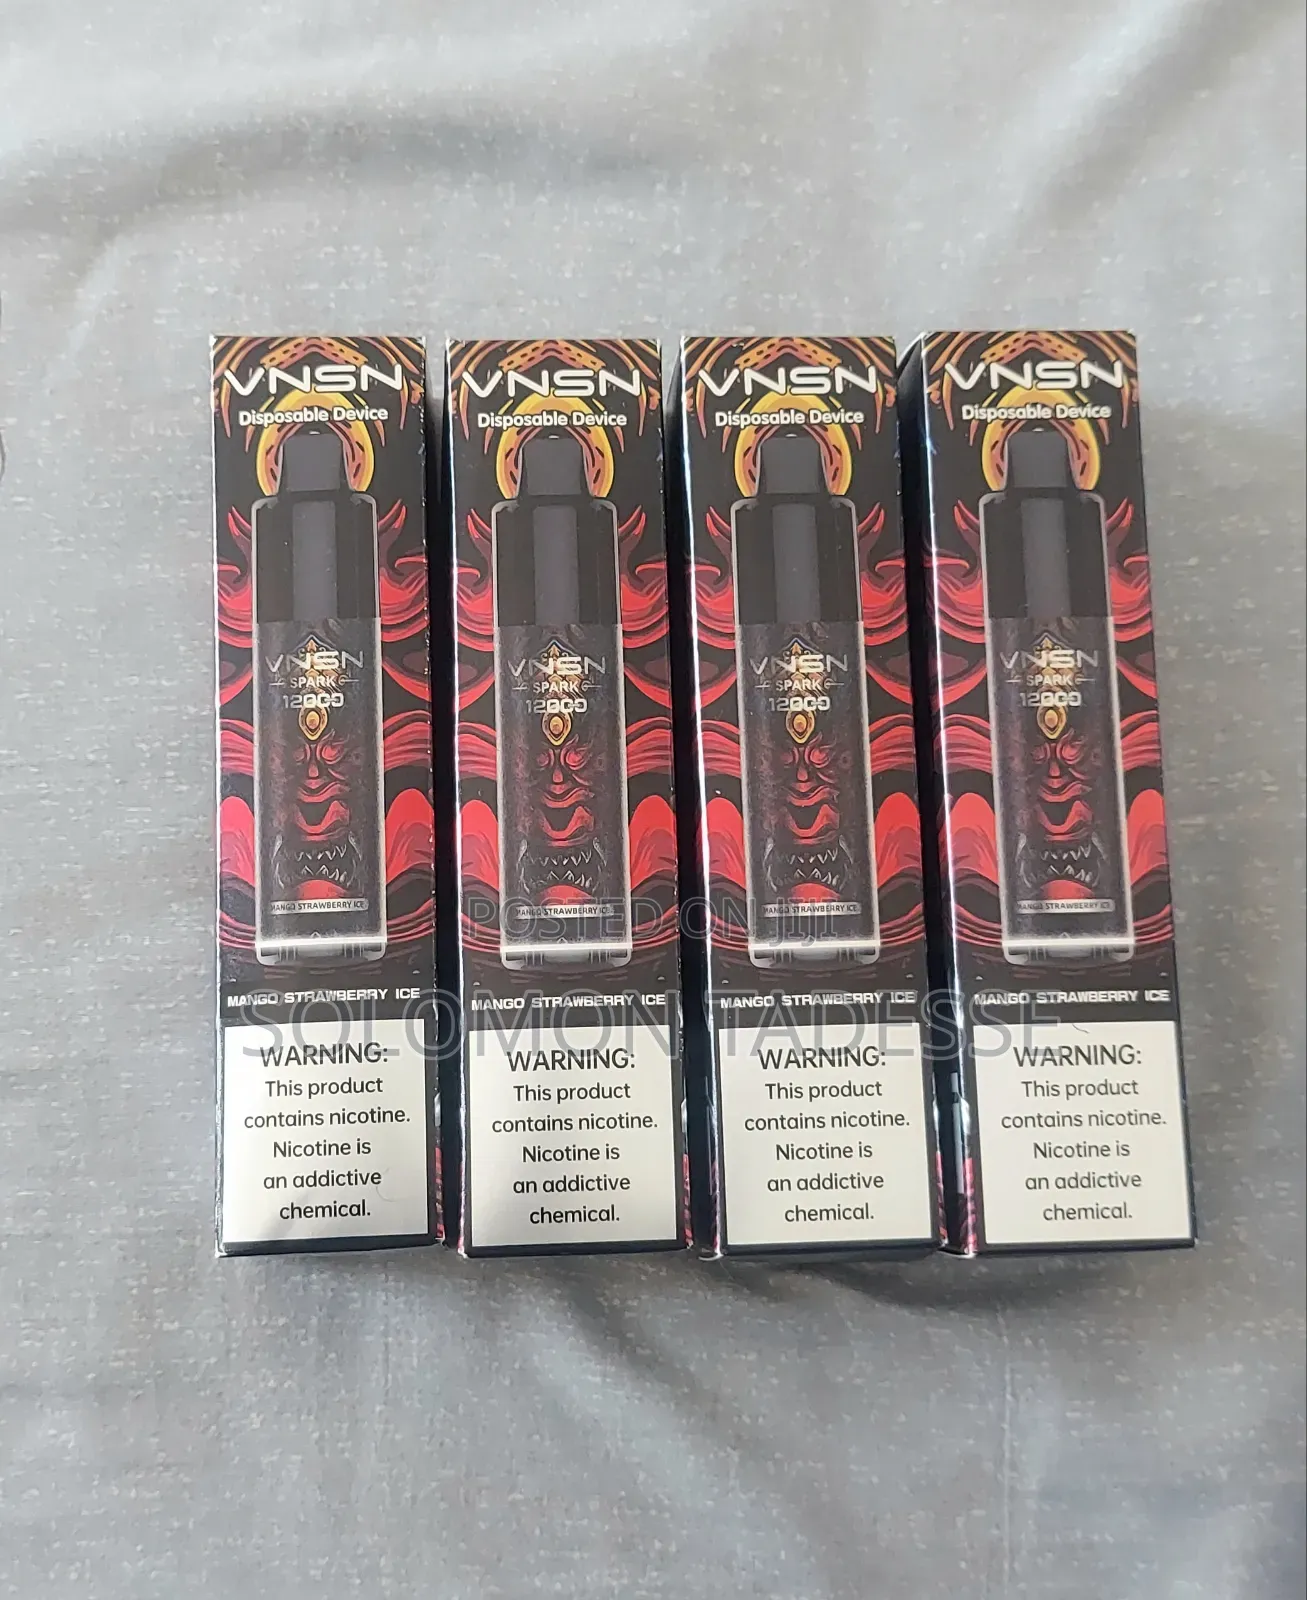 VNSN
Disposable Device
VNSN
SPARK
12000
MANGO STRAWBERRY ICE
MANGO STRAWBERRY ICE
WARNING:
This product
contains nicotine.
Nicotine is
an addictive
chemical.
VNSN
Disposable Device
VNSN
SPARK
12000
MANGO STRAWBERRY ICE
MANGO STRAWBERRY ICE
WARNING:
This product
contains nicotine.
Nicotine is
an addictive
chemical.
VNSN
Disposable Device
VNSN
SPARK
12000
MANGO STRAWBERRY ICE
MANGO STRAWBERRY ICE
WARNING:
This product
contains nicotine.
Nicotine is
an addictive
chemical.
VNSN
Disposable Device
VNSN
SPARK
12000
MANGO STRAWBERRY ICE
MANGO STRAWBERRY ICE
WARNING:
This product
contains nicotine.
Nicotine is
an addictive
chemical.
POSTED ON JIJI
SOLOMON TADESSE